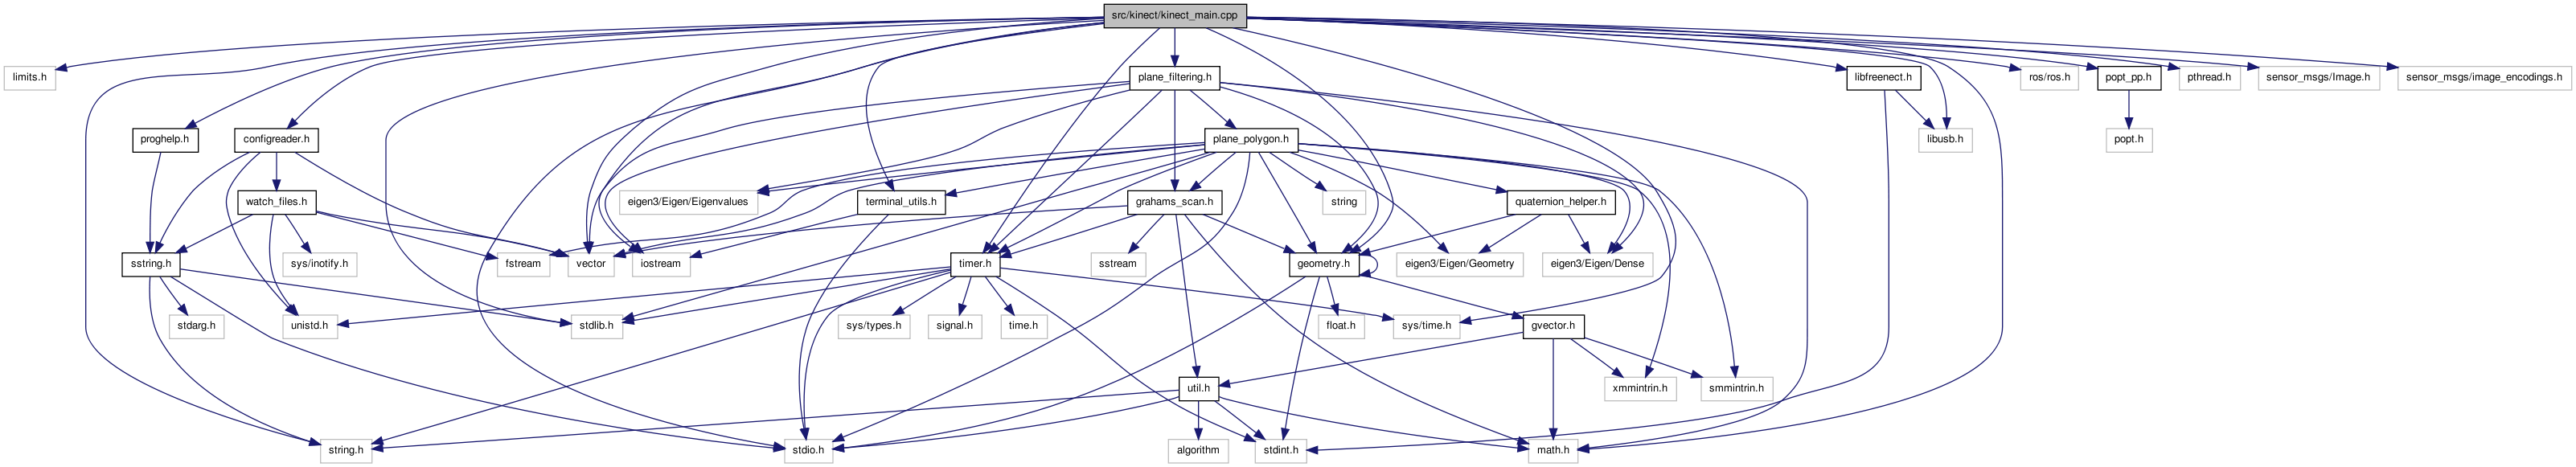 src/kinect/kinect_main.cpp
limits.h
plane_filtering.h
libfreenect.h
ros/ros.h
popt_pp.h
pthread.h
sensor_msgs/Image.h
sensor_msgs/image_encodings.h
proghelp.h
configreader.h
plane_polygon.h
libusb.h
popt.h
watch_files.h
eigen3/Eigen/Eigenvalues
terminal_utils.h
grahams_scan.h
string
quaternion_helper.h
sstring.h
sys/inotify.h
fstream
vector
iostream
timer.h
sstream
geometry.h
eigen3/Eigen/Geometry
eigen3/Eigen/Dense
stdarg.h
unistd.h
stdlib.h
sys/types.h
signal.h
time.h
float.h
sys/time.h
gvector.h
util.h
xmmintrin.h
smmintrin.h
string.h
stdio.h
algorithm
stdint.h
math.h